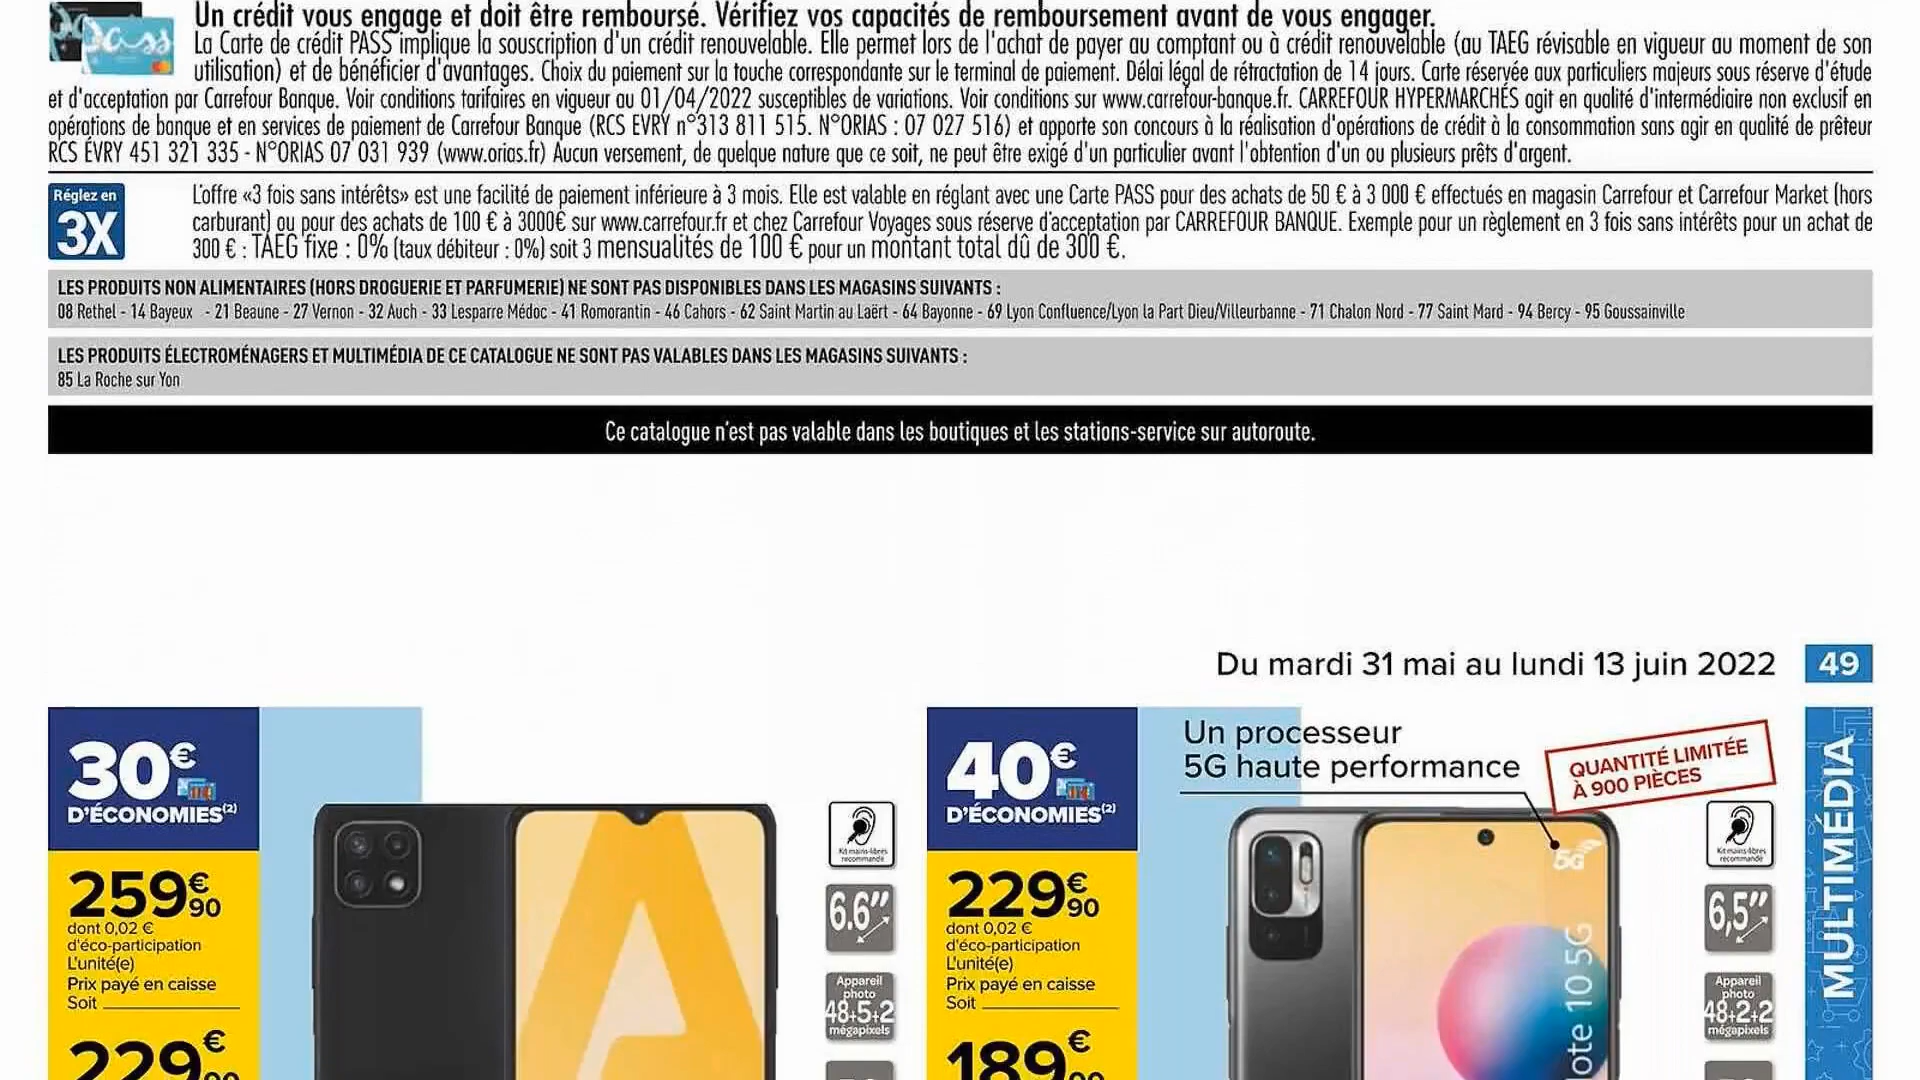 Un crédit vous engage et doit être remboursé. Vérifiez vos capacités de remboursement avant de vous engager.
La Carte de crédit PASS implique la souscription d'un crédit renouvelable. Elle permet lors de l'achat de payer au comptant ou à crédit renouvelable (au TAEG révisable en vigueur au moment de son
utilisation) et de bénéficier d'avantages. Choix du paiement sur la touche correspondante sur le terminal de paiement. Délai légal de rétractation de 14 jours. Carte réservée aux particuliers majeurs sous réserve d'étude
et d'acceptation par Carrefour Banque. Voir conditions tarifaires en vigueur au 01/04/2022 susceptibles de variations. Voir conditions sur www.carrefour-banque.fr. CARREFOUR HYPERMARCHÉS agit en qualité d'intermédiaire non exclusif en
opérations de banque et en services de paiement de Carrefour Banque (RCS EVRY n°313 811 515. N°ORIAS : 07 027 516) et apporte son concours à la réalisation d'opérations de crédit à la consommation sans agir en qualité de prêteur
RCS ÉVRY 451 321 335 - N°ORIAS 07 031 939 (www.orias.fr) Aucun versement, de quelque nature que ce soit, ne peut être exigé d'un particulier avant l'obtention d'un ou plusieurs prêts d'argent.
Réglez en
3X
L'offre «3 fois sans intérêts» est une facilité de paiement inférieure à 3 mois. Elle est valable en réglant avec une Carte PASS pour des achats de 50 € à 3 000 € effectués en magasin Carrefour et Carrefour Market (hors
carburant) ou pour des achats de 100 € à 3000€ sur www.carrefour.fr et chez Carrefour Voyages sous réserve d'acceptation par CARREFOUR BANQUE. Exemple pour un règlement en 3 fois sans intérêts pour un achat de
300 € : TAEG fixe : 0% (taux débiteur : 0%) soit 3 mensualités de 100 € pour un montant total dû de 300 €.
LES PRODUITS NON ALIMENTAIRES (HORS DROGUERIE ET PARFUMERIE) NE SONT PAS DISPONIBLES DANS LES MAGASINS SUIVANTS :
08 Rethel - 14 Bayeux - 21 Beaune - 27 Vernon - 32 Auch - 33 Lesparre Médoc - 41 Romorantin - 46 Cahors - 62 Saint Martin au Laërt - 64 Bayonne - 69 Lyon Confluence/Lyon la Part Dieu/Villeurbanne - 71 Chalon Nord - 77 Saint Mard - 94 Bercy - 95 Goussainville
LES PRODUITS ÉLECTROMÉNAGERS ET MULTIMÉDIA DE CE CATALOGUE NE SONT PAS VALABLES DANS LES MAGASINS SUIVANTS :
85 La Roche sur Yon
Ce catalogue n'est pas valable dans les boutiques et les stations-service sur autoroute.
Du mardi 31 mai au lundi 13 juin 2022
49
MULTIMÉDIA
30€
D'ÉCONOMIES(2)
259€90
dont 0,02 €
d'éco-participation
L'unité(e)
Prix payé en caisse
Soit
229€
Kit mains-libres
recommandé
6.6"
Appareil
photo
48+5+2
mégapixels
40€
D'ÉCONOMIES(2)
229€90
dont 0,02 €
d'éco-participation
L'unité(e)
Prix payé en caisse
Soit
189€
Un processeur
5G haute performance
QUANTITÉ LIMITÉE
À 900 PIÈCES
5G
ote 10 5G
Kit mains-libres
recommandé
6,5"
Appareil
photo
48+2+2
mégapixels